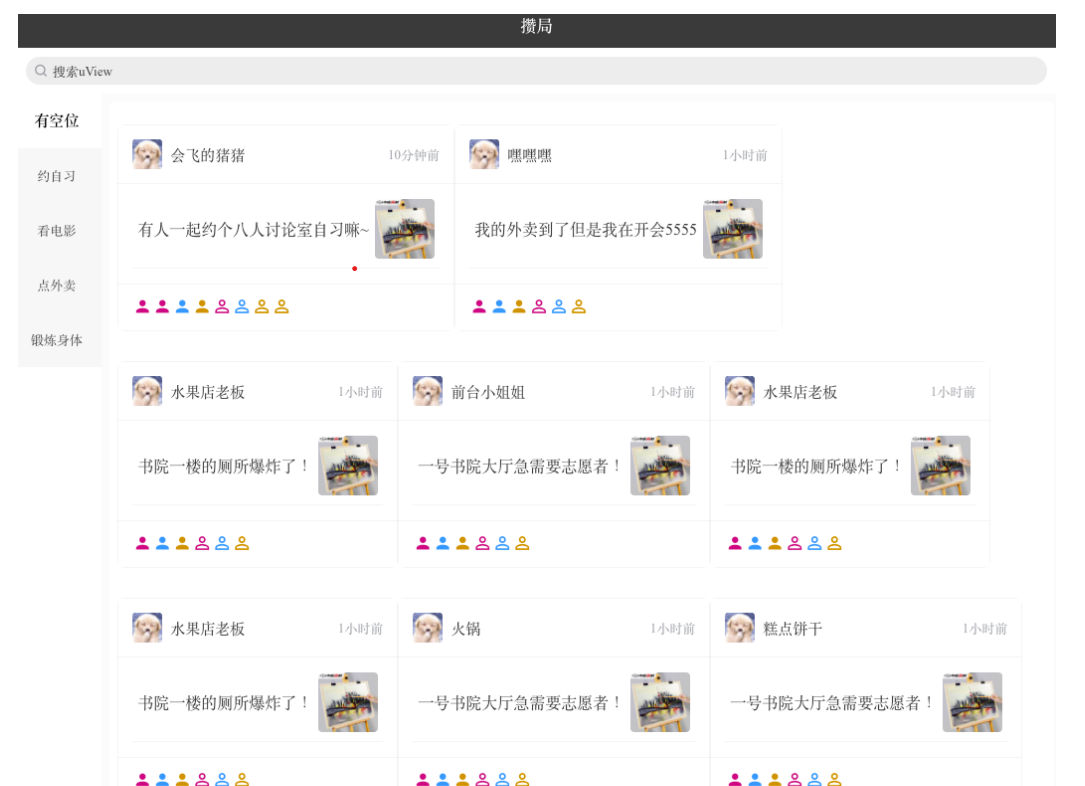 攒局
搜索uView
有空位
约自习
看电影
点外卖
锻炼身体
会飞的猪猪 10分钟前
有人一起约个八人讨论室自习嘛~
嘿嘿嘿 1小时前
我的外卖到了但是我在开会5555
水果店老板 1小时前
书院一楼的厕所爆炸了！
前台小姐姐 1小时前
一号书院大厅急需要志愿者！
水果店老板 1小时前
书院一楼的厕所爆炸了！
水果店老板 1小时前
书院一楼的厕所爆炸了！
火锅 1小时前
一号书院大厅急需要志愿者！
糕点饼干 1小时前
一号书院大厅急需要志愿者！